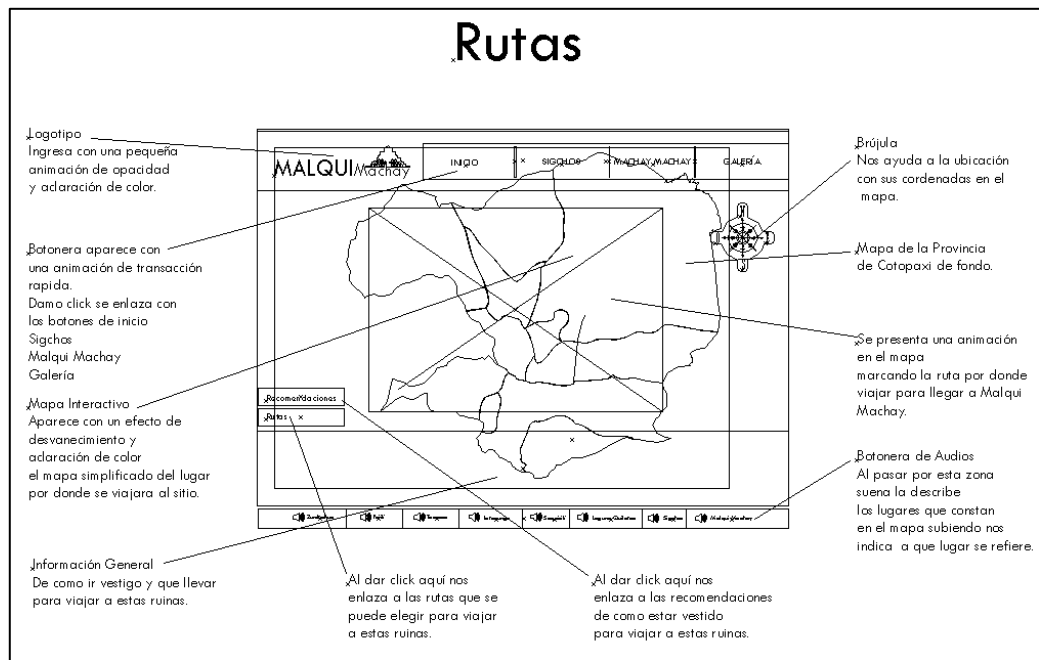 Rutas
Logotipo
Ingresa con una pequeña
animación de opacidad
y aclaración de color.
MALQUI Machay
INICIO
SIGCHOS
MACHAY MACHAY
GALERÍA
Brújula
Nos ayuda a la ubicación
con sus cordenadas en el
mapa.
Botonera aparece con
una animación de transacción
rapida.
Damo click se enlaza con
los botones de inicio
Sigchos
Malqui Machay
Galería
Mapa de la Provincia
de Cotopaxi de fondo.
Se presenta una animación
en el mapa
marcando la ruta por donde
viajar para llegar a Malqui
Machay.
Mapa Interactivo
Aparece con un efecto de
desvanecimiento y
aclaración de color
el mapa simplificado del lugar
por donde se viajara al sitio.
Recomendaciones
Rutas
Botonera de Audios
Al pasar por esta zona
suena la describe
los lugares que constan
en el mapa subiendo nos
indica a que lugar se refiere.
Información General
De como ir vestigo y que llevar
para viajar a estas ruinas.
Al dar click aquí nos
enlaza a las rutas que se
puede elegir para viajar
a estas ruinas.
Al dar click aquí nos
enlaza a las recomendaciones
de como estar vestido
para viajar a estas ruinas.